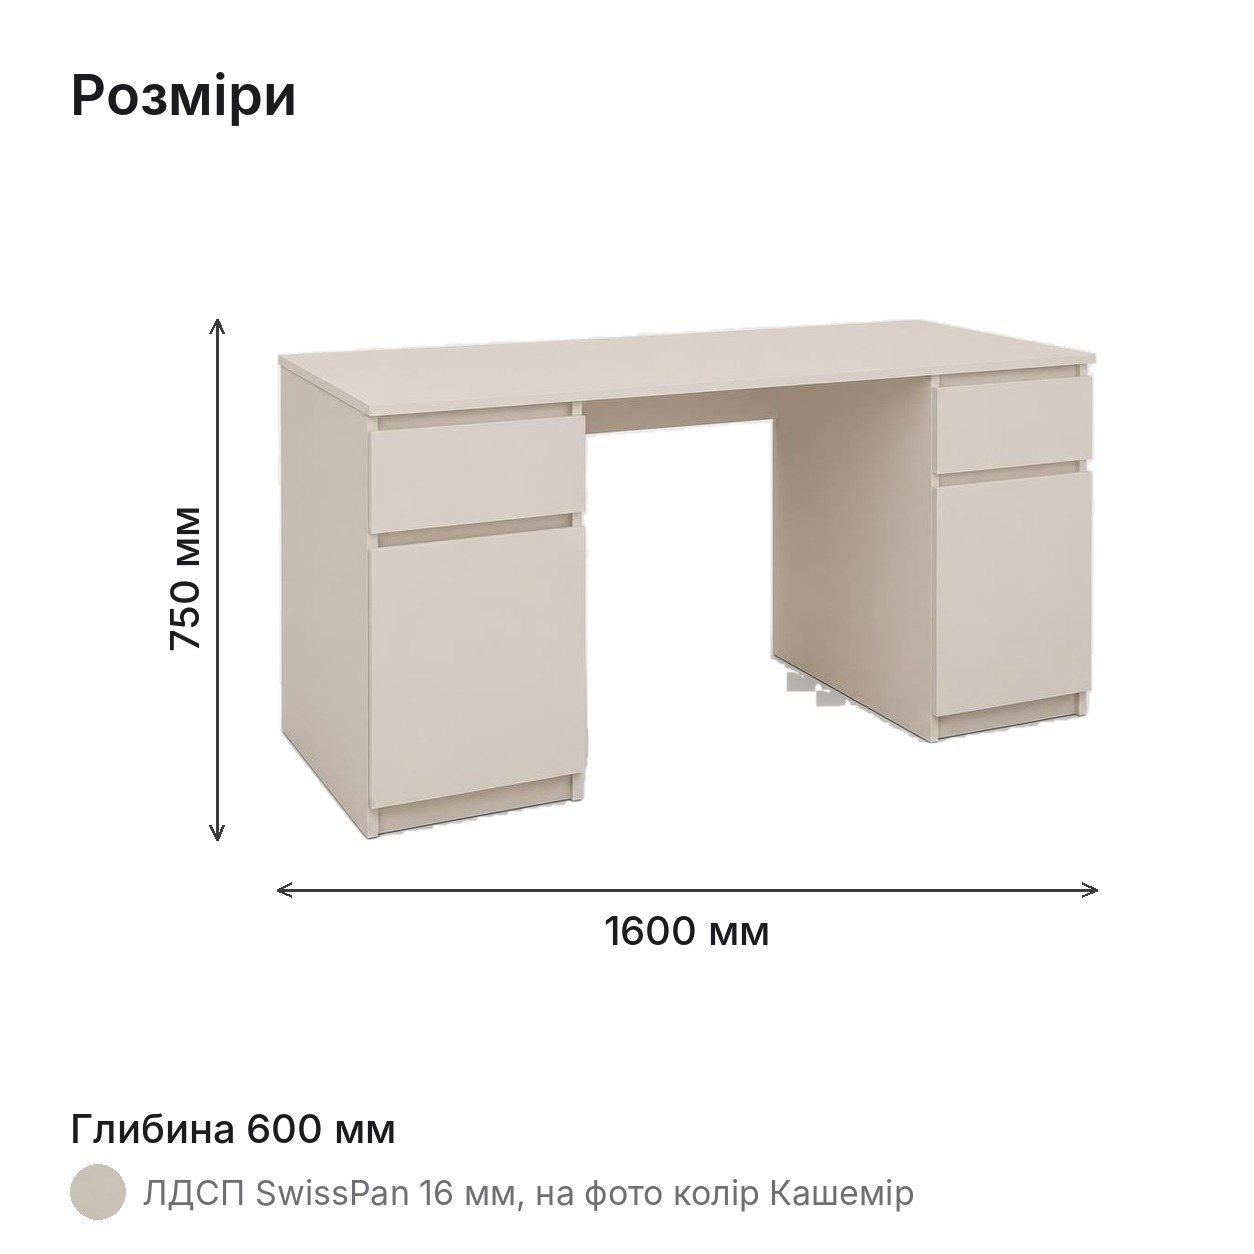 Розміри
750 мм
1600 мм
Глибина 600 мм
ЛДСП SwissPan 16 мм, на фото колір Кашемір